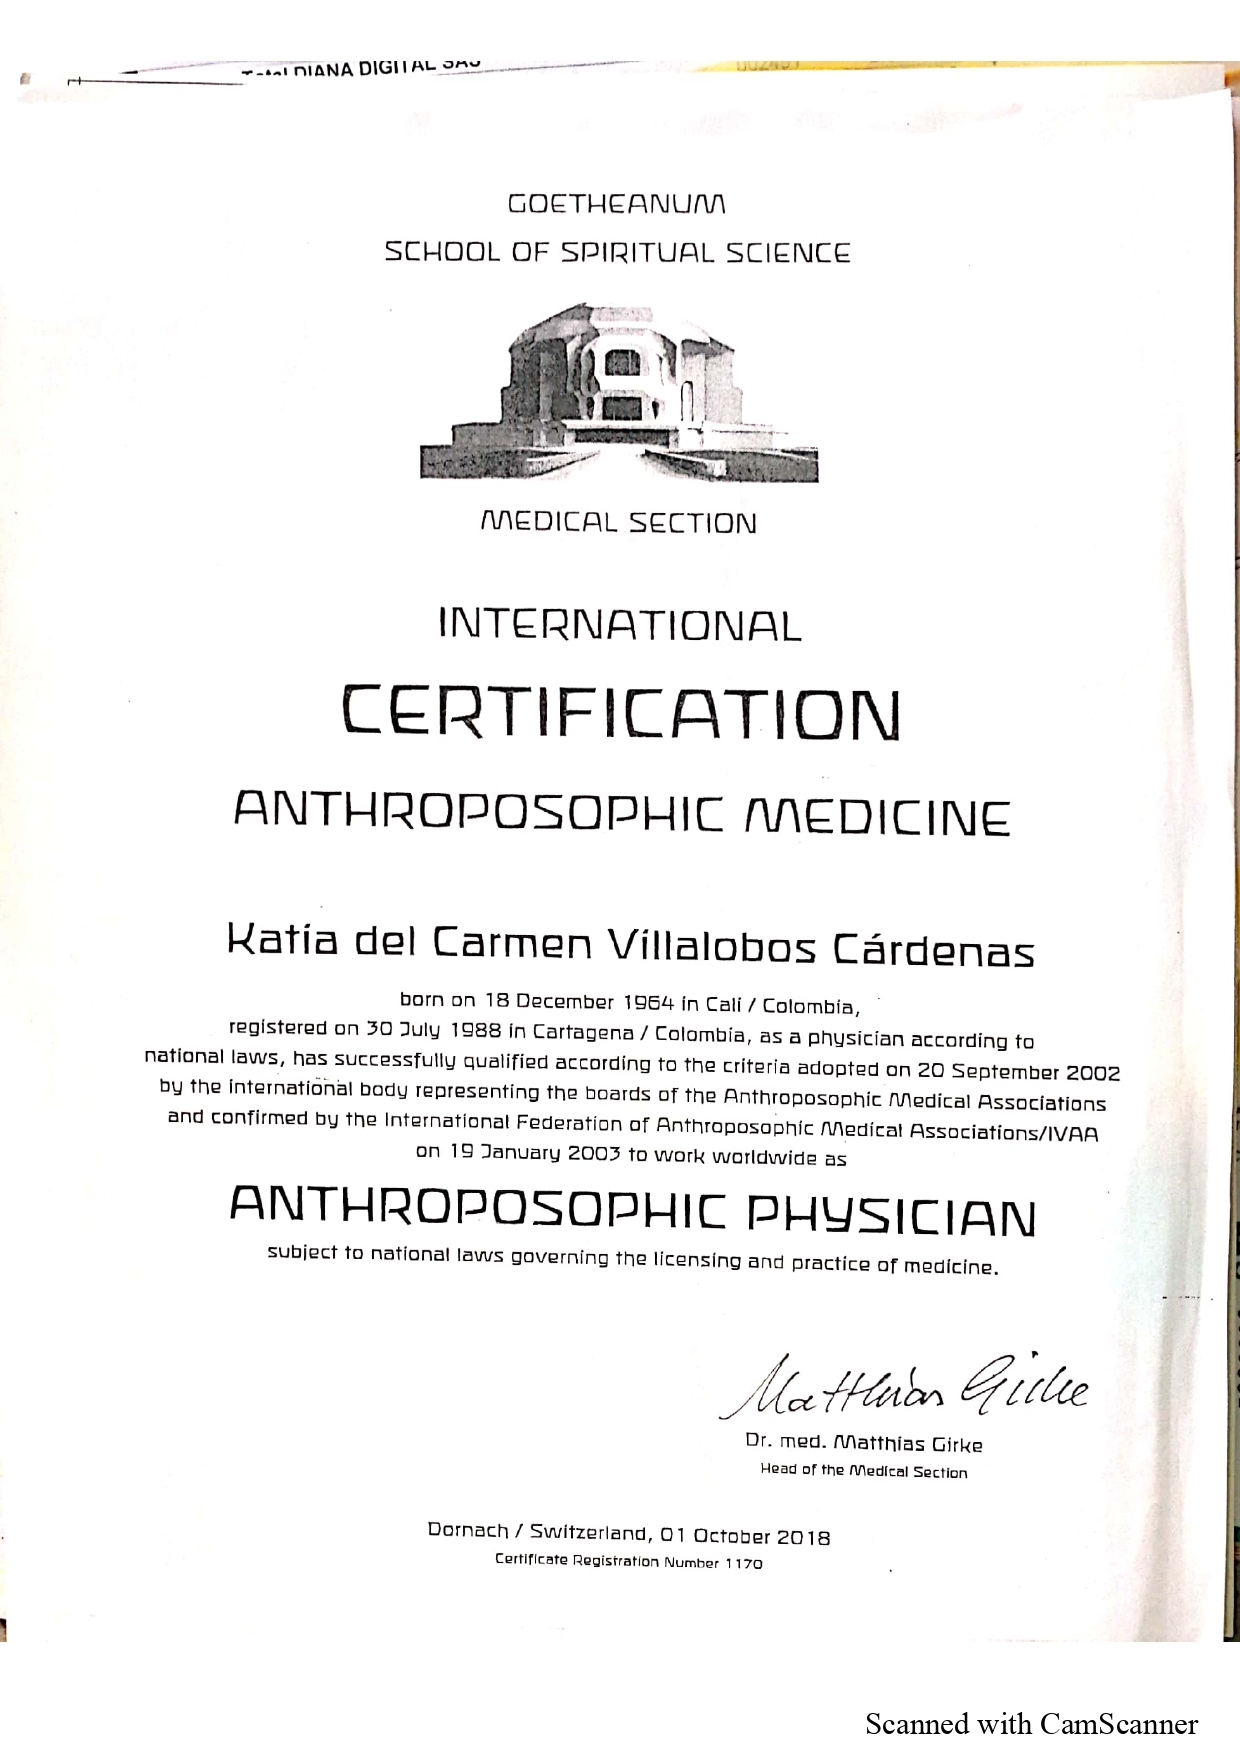 DIANA DIGITAL SAS
GOETHEANUM
SCHOOL OF SPIRITUAL SCIENCE
MEDICAL SECTION
INTERNATIONAL
CERTIFICATION
ANTHROPOSOPHIC MEDICINE
Katia del Carmen Villalobos Cárdenas
born on 18 December 1964 in Cali / Colombia,
registered on 30 July 1988 in Cartagena / Colombia, as a physician according to
national laws, has successfully qualified according to the criteria adopted on 20 September 2002
by the international body representing the boards of the Anthroposophic Medical Associations
and confirmed by the International Federation of Anthroposophic Medical Associations/IVAA
on 19 January 2003 to work worldwide as
ANTHROPOSOPHIC PHYSICIAN
subject to national laws governing the licensing and practice of medicine.
Matthias Girke
Dr. med. Matthias Girke
Head of the Medical Section
Dornach / Switzerland, 01 October 2018
Certificate Registration Number 1170
Scanned with CamScanner